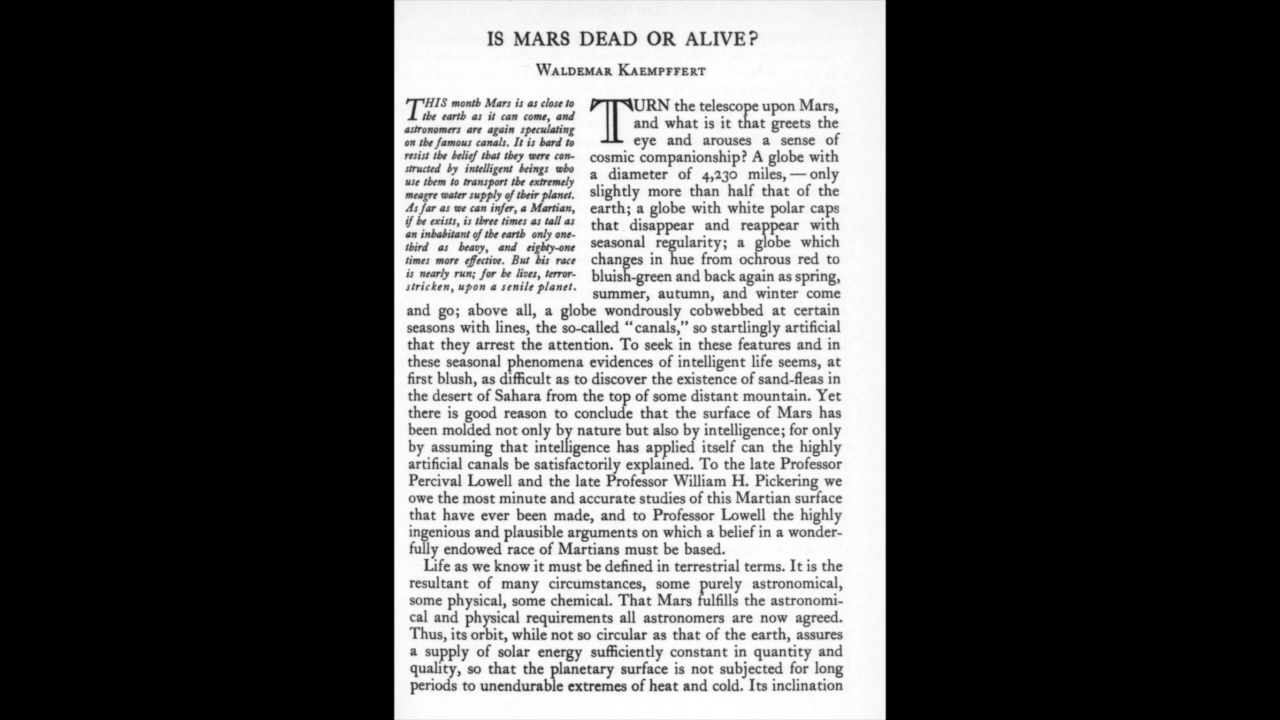 IS MARS DEAD OR ALIVE?
WALDEMAR KAEMPFFERT
THIS month Mars is as close to
the earth as it can come, and
astronomers are again speculating
on the famous canals. It is hard to
resist the belief that they were con-
structed by intelligent beings who
use them to transport the extremely
meagre water supply of their planet.
As far as we can infer, a Martian,
if he exists, is three times as tall as
an inhabitant of the earth only one-
third as heavy, and eighty-one
times more effective. But his race
is nearly run; for he lives, terror-
stricken, upon a senile planet.
TURN the telescope upon Mars,
and what is it that greets the
eye and arouses a sense of
cosmic companionship? A globe with
a diameter of 4,230 miles, — only
slightly more than half that of the
earth; a globe with white polar caps
that disappear and reappear with
seasonal regularity; a globe which
changes in hue from ochrous red to
bluish-green and back again as spring,
summer, autumn, and winter come
and go; above all, a globe wondrously cobwebbed at certain
seasons with lines, the so-called “canals,” so startlingly artificial
that they arrest the attention. To seek in these features and in
these seasonal phenomena evidences of intelligent life seems, at
first blush, as difficult as to discover the existence of sand-fleas in
the desert of Sahara from the top of some distant mountain. Yet
there is good reason to conclude that the surface of Mars has
been molded not only by nature but also by intelligence; for only
by assuming that intelligence has applied itself can the highly
artificial canals be satisfactorily explained. To the late Professor
Percival Lowell and the late Professor William H. Pickering we
owe the most minute and accurate studies of this Martian surface
that have ever been made, and to Professor Lowell the highly
ingenious and plausible arguments on which a belief in a wonder-
fully endowed race of Martians must be based.
Life as we know it must be defined in terrestrial terms. It is the
resultant of many circumstances, some purely astronomical,
some physical, some chemical. That Mars fulfills the astronomi-
cal and physical requirements all astronomers are now agreed.
Thus, its orbit, while not so circular as that of the earth, assures
a supply of solar energy sufficiently constant in quantity and
quality, so that the planetary surface is not subjected for long
periods to unendurable extremes of heat and cold. Its inclination